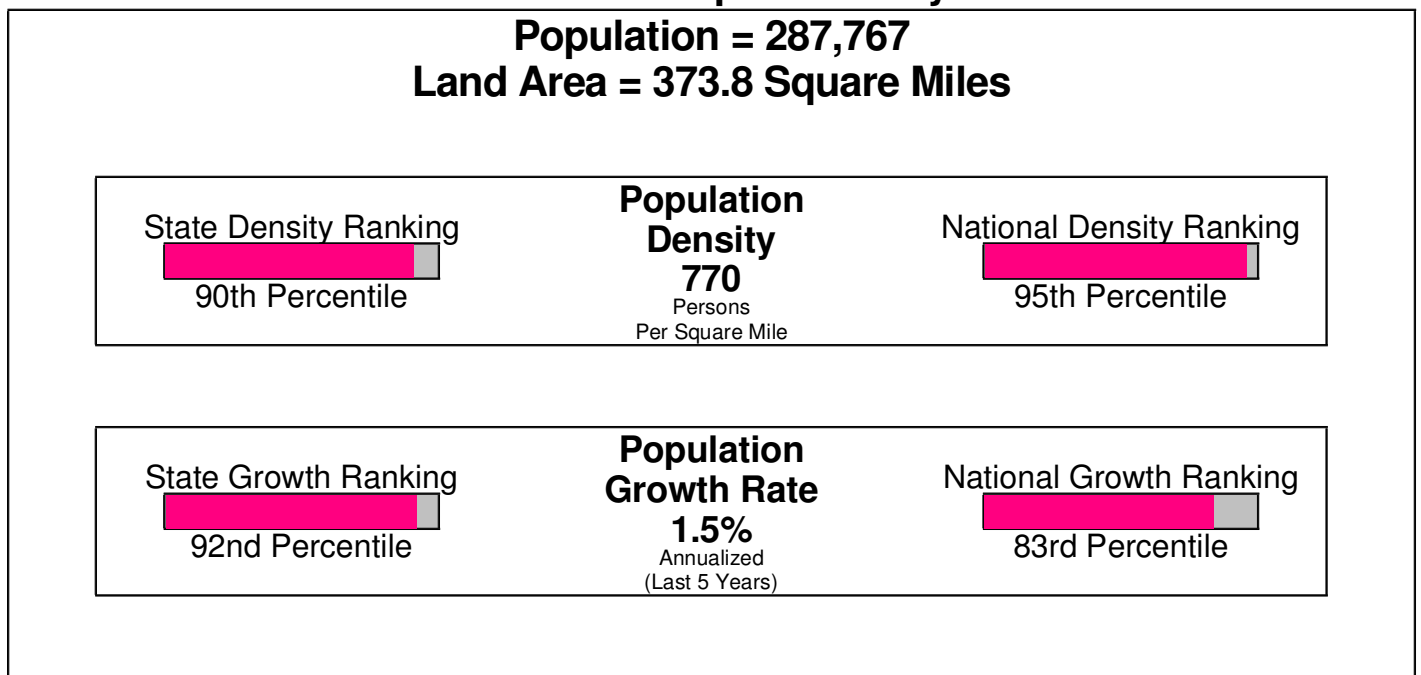 Population = 287,767
Land Area = 373.8 Square Miles
State Density Ranking
90th Percentile
Population
Density
770
Persons
Per Square Mile
National Density Ranking
95th Percentile
State Growth Ranking
92nd Percentile
Population
Growth Rate
1.5%
Annualized
(Last 5 Years)
National Growth Ranking
83rd Percentile